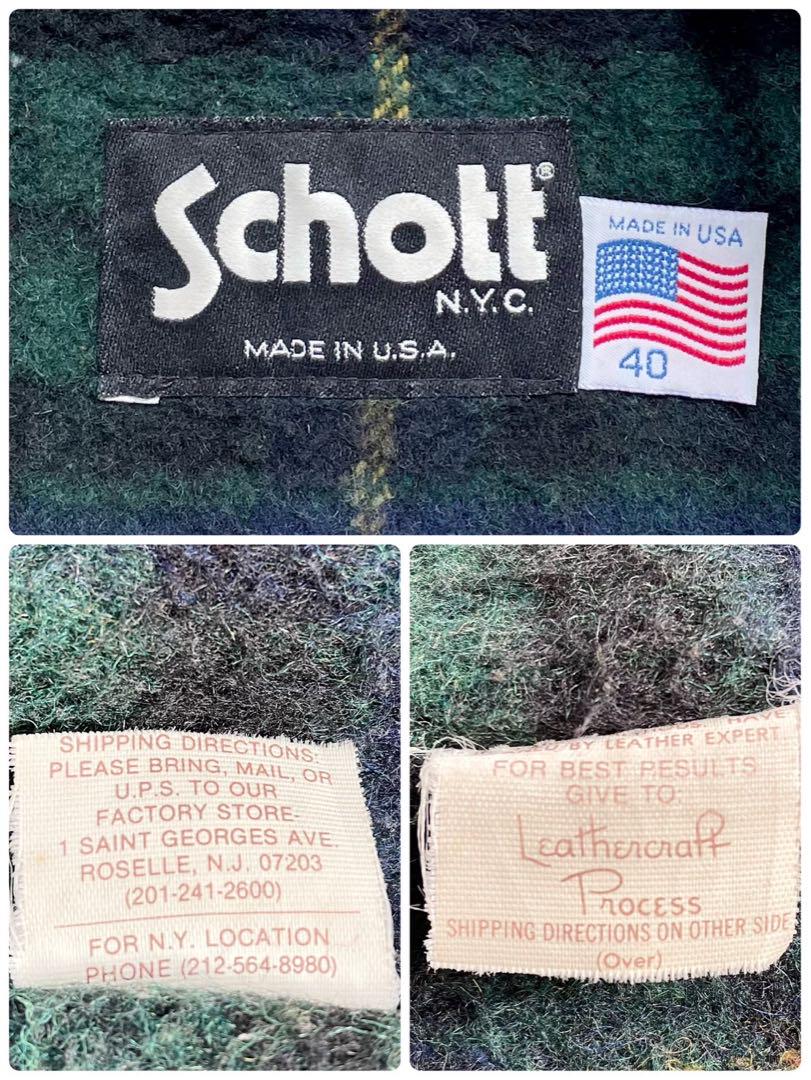 Schott®
N.Y.C.
MADE IN U.S.A.
MADE IN USA
40
SHIPPING DIRECTIONS:
PLEASE BRING, MAIL, OR
U.P.S. TO OUR
FACTORY STORE-
1 SAINT GEORGES AVE.
ROSELLE, N.J. 07203
(201-241-2600)
FOR N.Y. LOCATION
PHONE (212-564-8980)
HAVE
BY LEATHER EXPERT
FOR BEST RESULTS
GIVE TO:
Leathercraft
Process
SHIPPING DIRECTIONS ON OTHER SIDE
(Over)